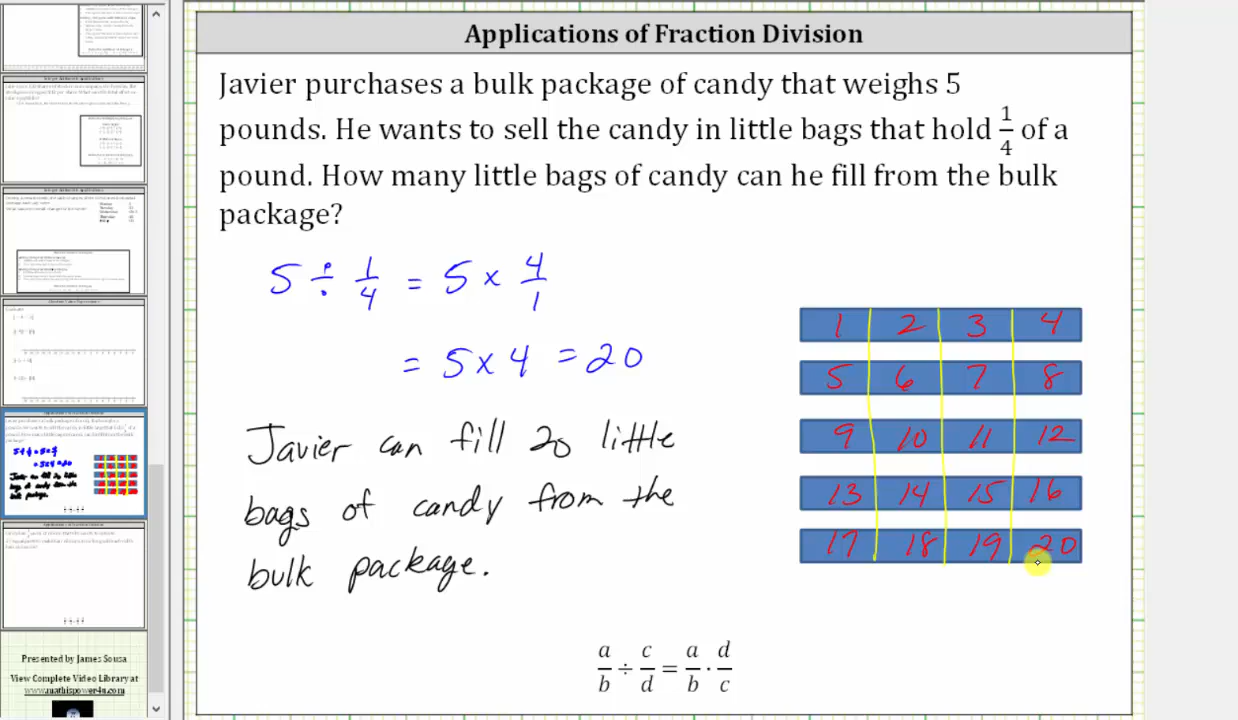 Applications of Fraction Division
Javier purchases a bulk package of candy that weighs 5
pounds. He wants to sell the candy in little bags that hold 1/4 of a
pound. How many little bags of candy can he fill from the bulk
package?
5 ÷ 1/4 = 5 × 4/1
= 5 × 4 = 20
Javier can fill 20 little
bags of candy from the
bulk package.
1 2 3 4
5 6 7 8
9 10 11 12
13 14 15 16
17 18 19 20
a/b ÷ c/d = a/b · d/c
Presented by James Sousa
View Complete Video Library at
www.mathispower4u.com